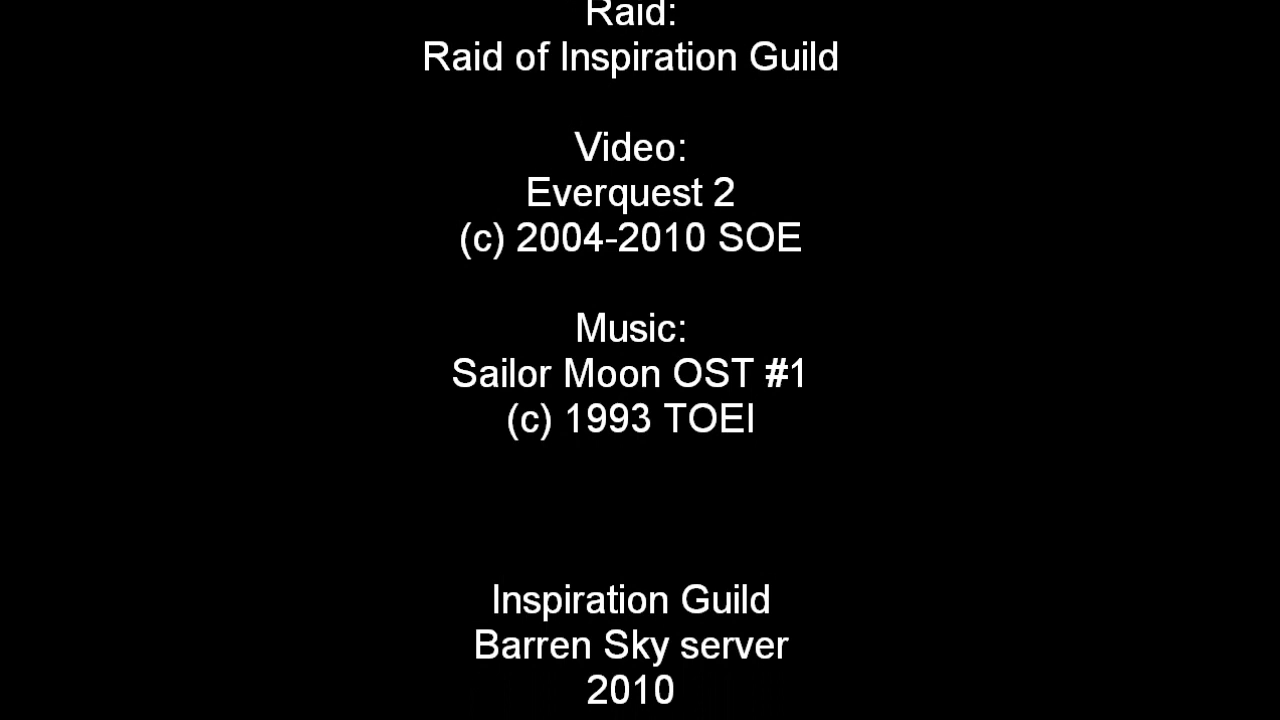 Raid:
Raid of Inspiration Guild
Video:
Everquest 2
(c) 2004-2010 SOE
Music:
Sailor Moon OST #1
(c) 1993 TOEI
Inspiration Guild
Barren Sky server
2010